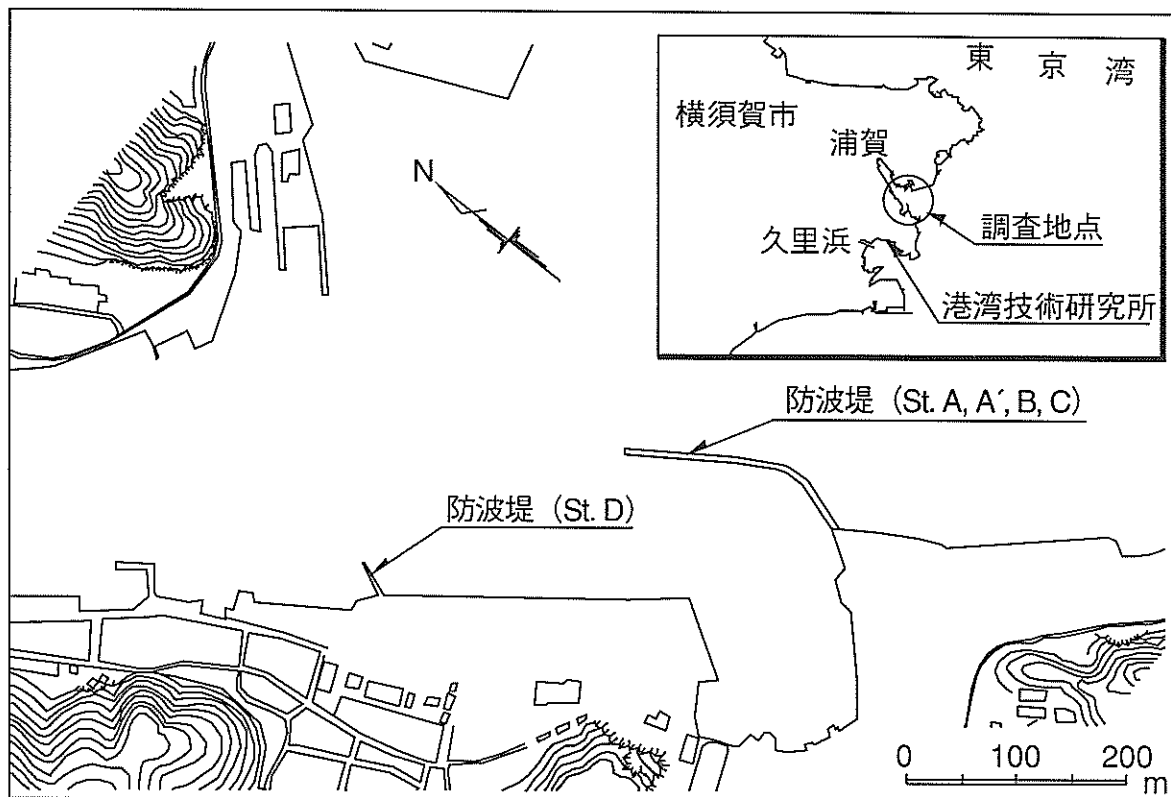 東京湾
横須賀市
浦賀
調査地点
久里浜
港湾技術研究所
N
防波堤 (St. A, A´, B, C)
防波堤 (St. D)
0 100 200
m